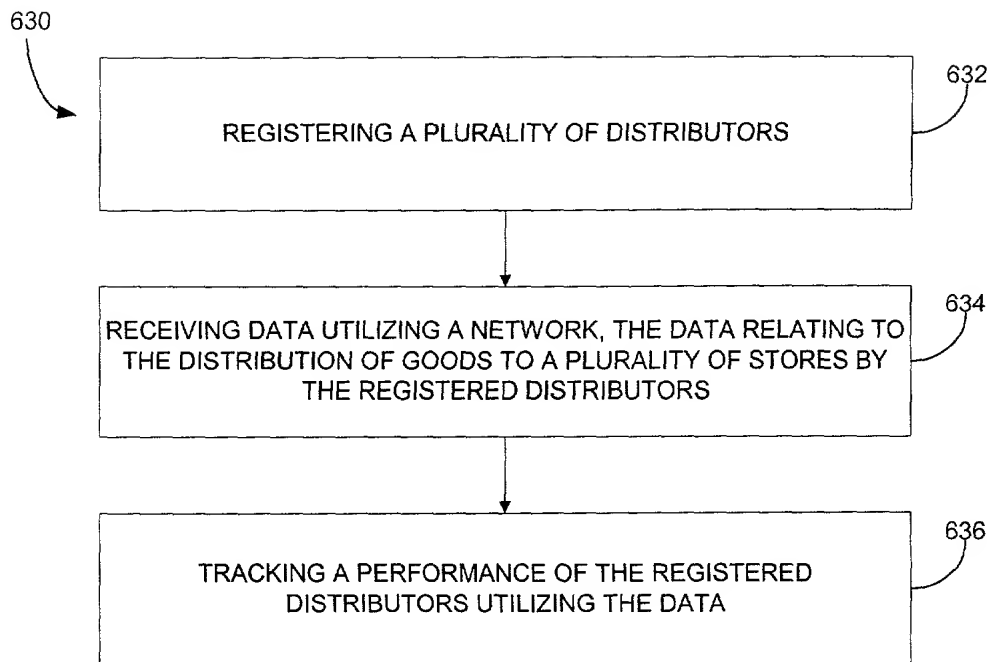 630
632
REGISTERING A PLURALITY OF DISTRIBUTORS
634
RECEIVING DATA UTILIZING A NETWORK, THE DATA RELATING TO
THE DISTRIBUTION OF GOODS TO A PLURALITY OF STORES BY
THE REGISTERED DISTRIBUTORS
636
TRACKING A PERFORMANCE OF THE REGISTERED
DISTRIBUTORS UTILIZING THE DATA